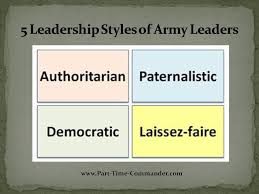 5 Leadership Styles of Army Leaders
Authoritarian
Paternalistic
Democratic
Laissez-faire
www.Part-Time-Commander.com